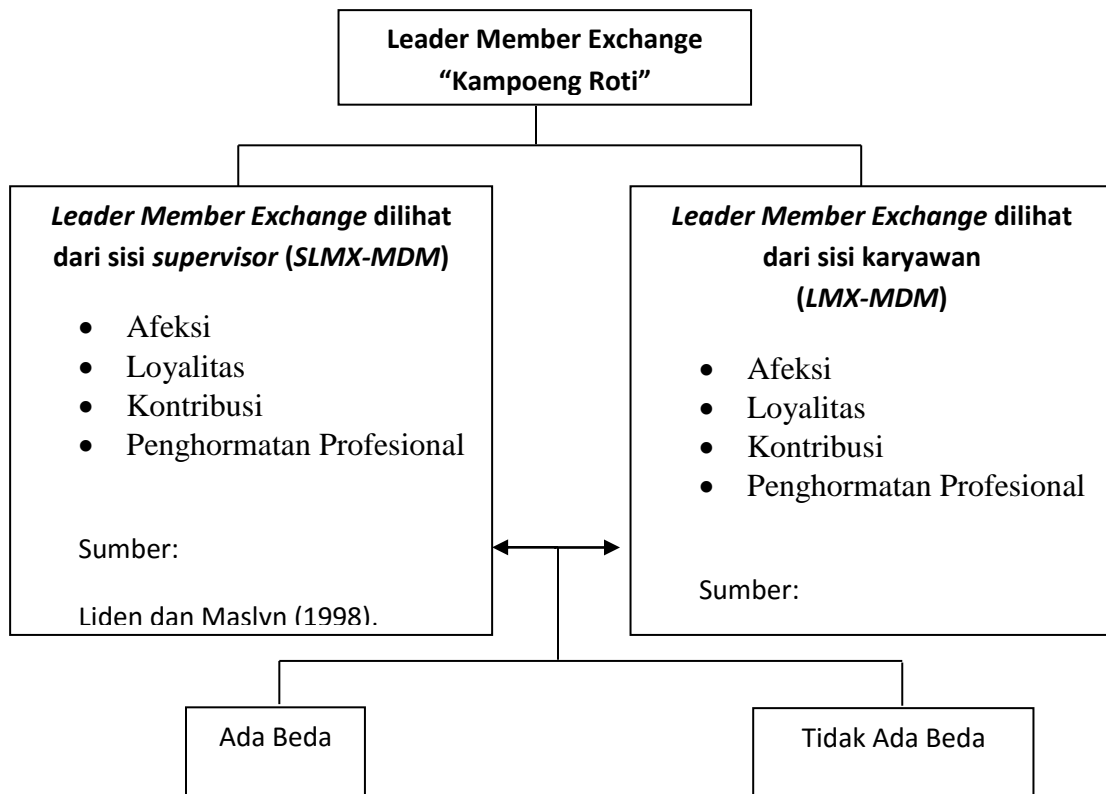 Leader Member Exchange
“Kampoeng Roti”
Leader Member Exchange dilihat
dari sisi supervisor (SLMX-MDM)
• Afeksi
• Loyalitas
• Kontribusi
• Penghormatan Profesional
Sumber:
Liden dan Maslyn (1998).
Leader Member Exchange dilihat
dari sisi karyawan
(LMX-MDM)
• Afeksi
• Loyalitas
• Kontribusi
• Penghormatan Profesional
Sumber:
Ada Beda
Tidak Ada Beda